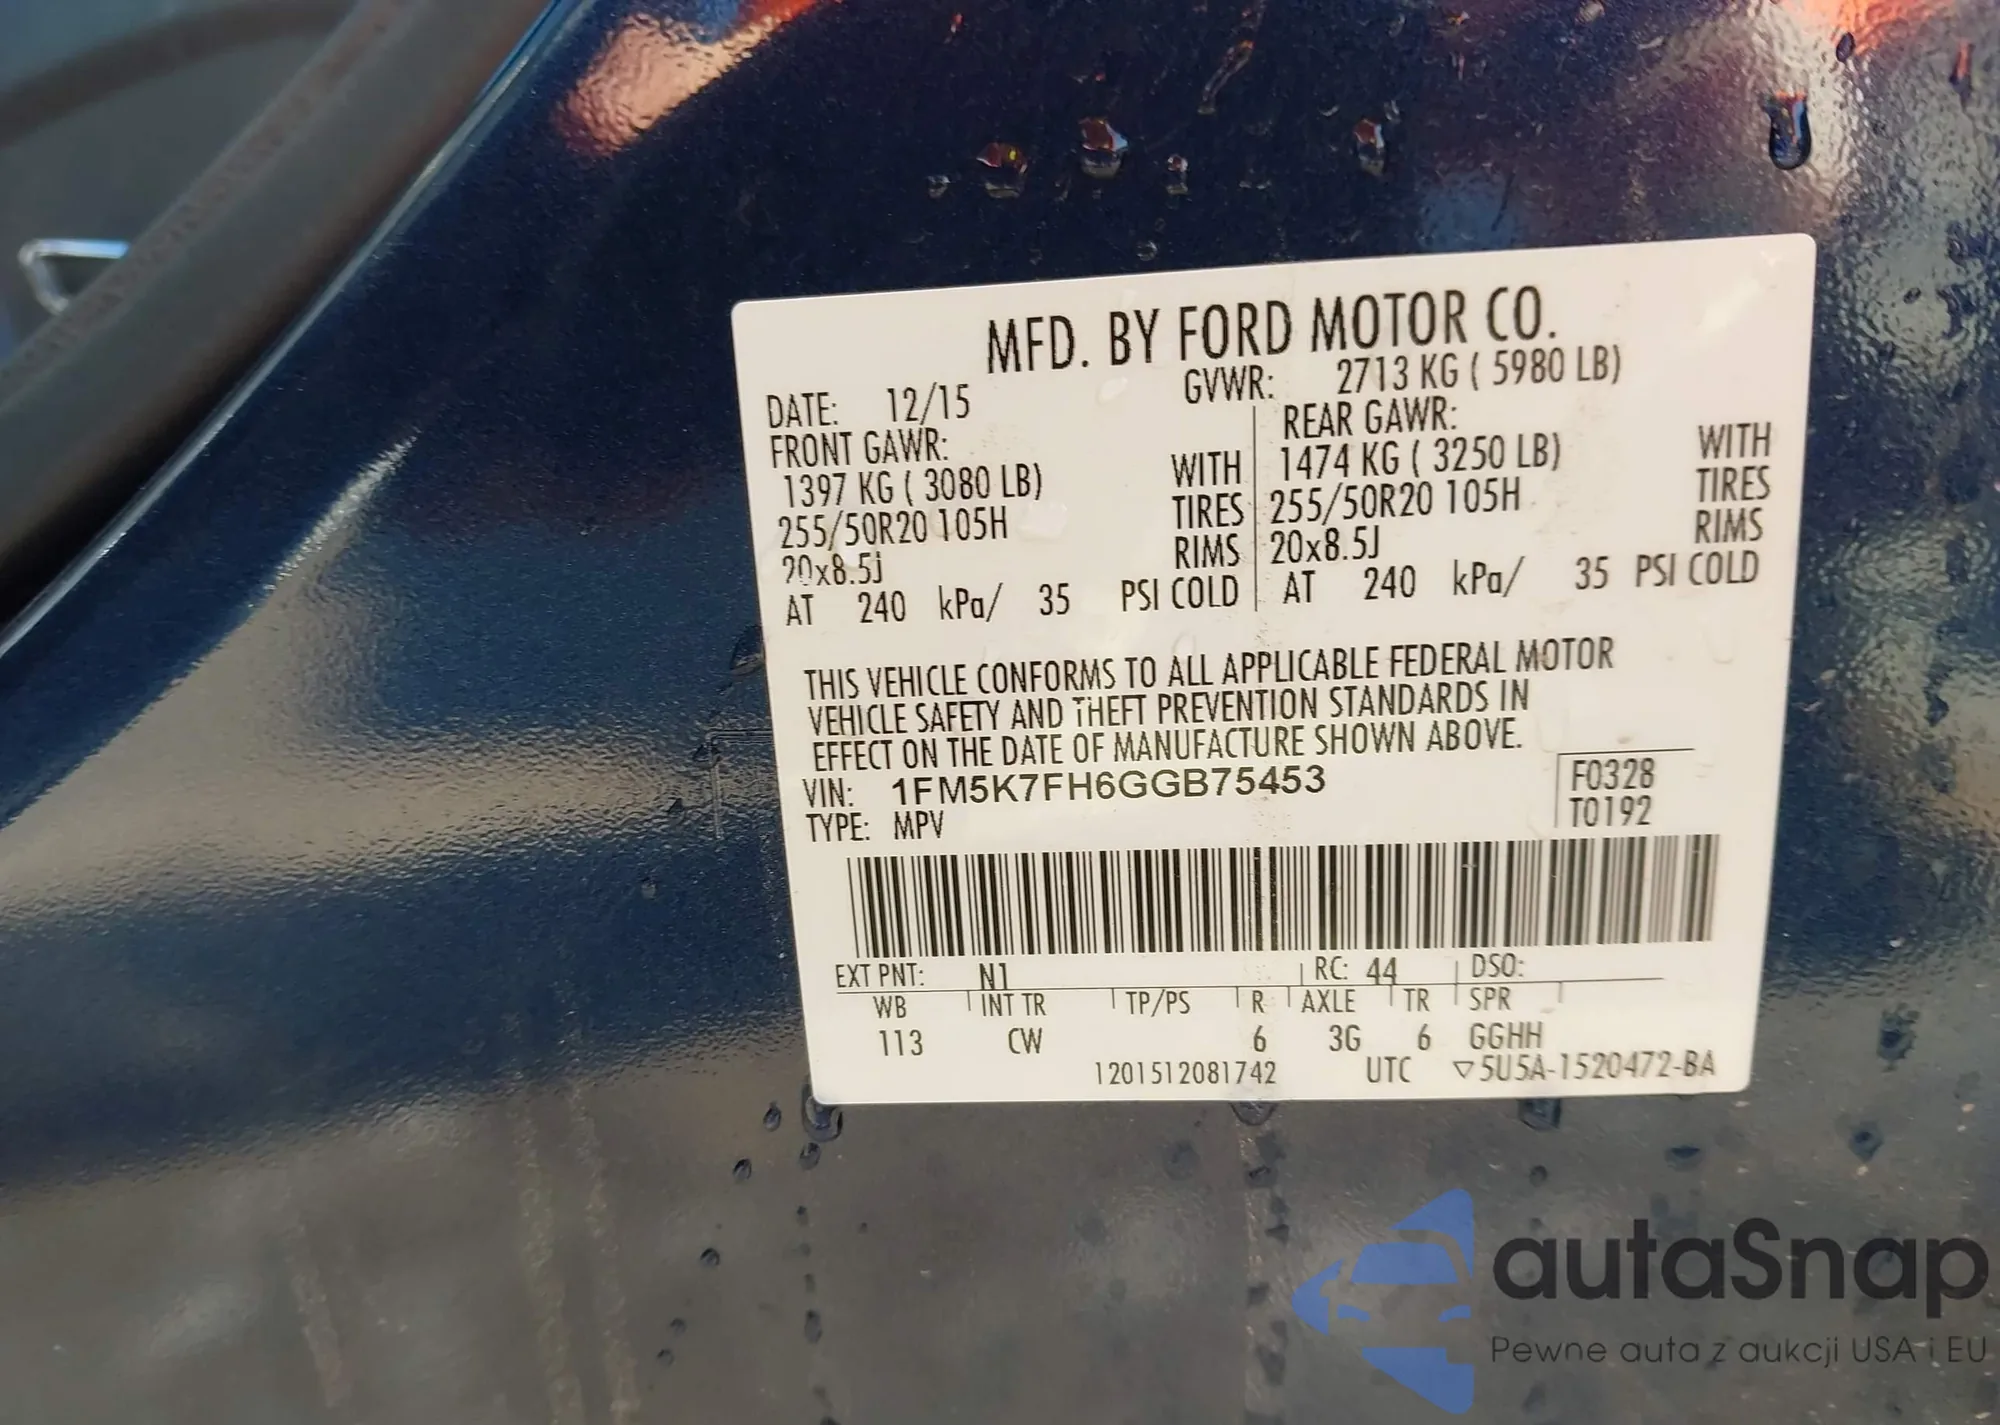 MFD. BY FORD MOTOR CO.
DATE: 12/15 GVWR: 2713 KG ( 5980 LB)
FRONT GAWR: REAR GAWR:
1397 KG ( 3080 LB) WITH 1474 KG ( 3250 LB) WITH
255/50R20 105H TIRES 255/50R20 105H TIRES
20x8.5J RIMS 20x8.5J RIMS
AT 240 kPa/ 35 PSI COLD AT 240 kPa/ 35 PSI COLD
THIS VEHICLE CONFORMS TO ALL APPLICABLE FEDERAL MOTOR
VEHICLE SAFETY AND THEFT PREVENTION STANDARDS IN
EFFECT ON THE DATE OF MANUFACTURE SHOWN ABOVE.
VIN: 1FM5K7FH6GGB75453 F0328
TYPE: MPV T0192
EXT PNT: N1 RC: 44 DSO:
WB INT TR TP/PS R AXLE TR SPR
113 CW 6 3G 6 GGHH
1201512081742 UTC ▽5U5A-1520472-BA
autaSnap
Pewne auta z aukcji USA i EU